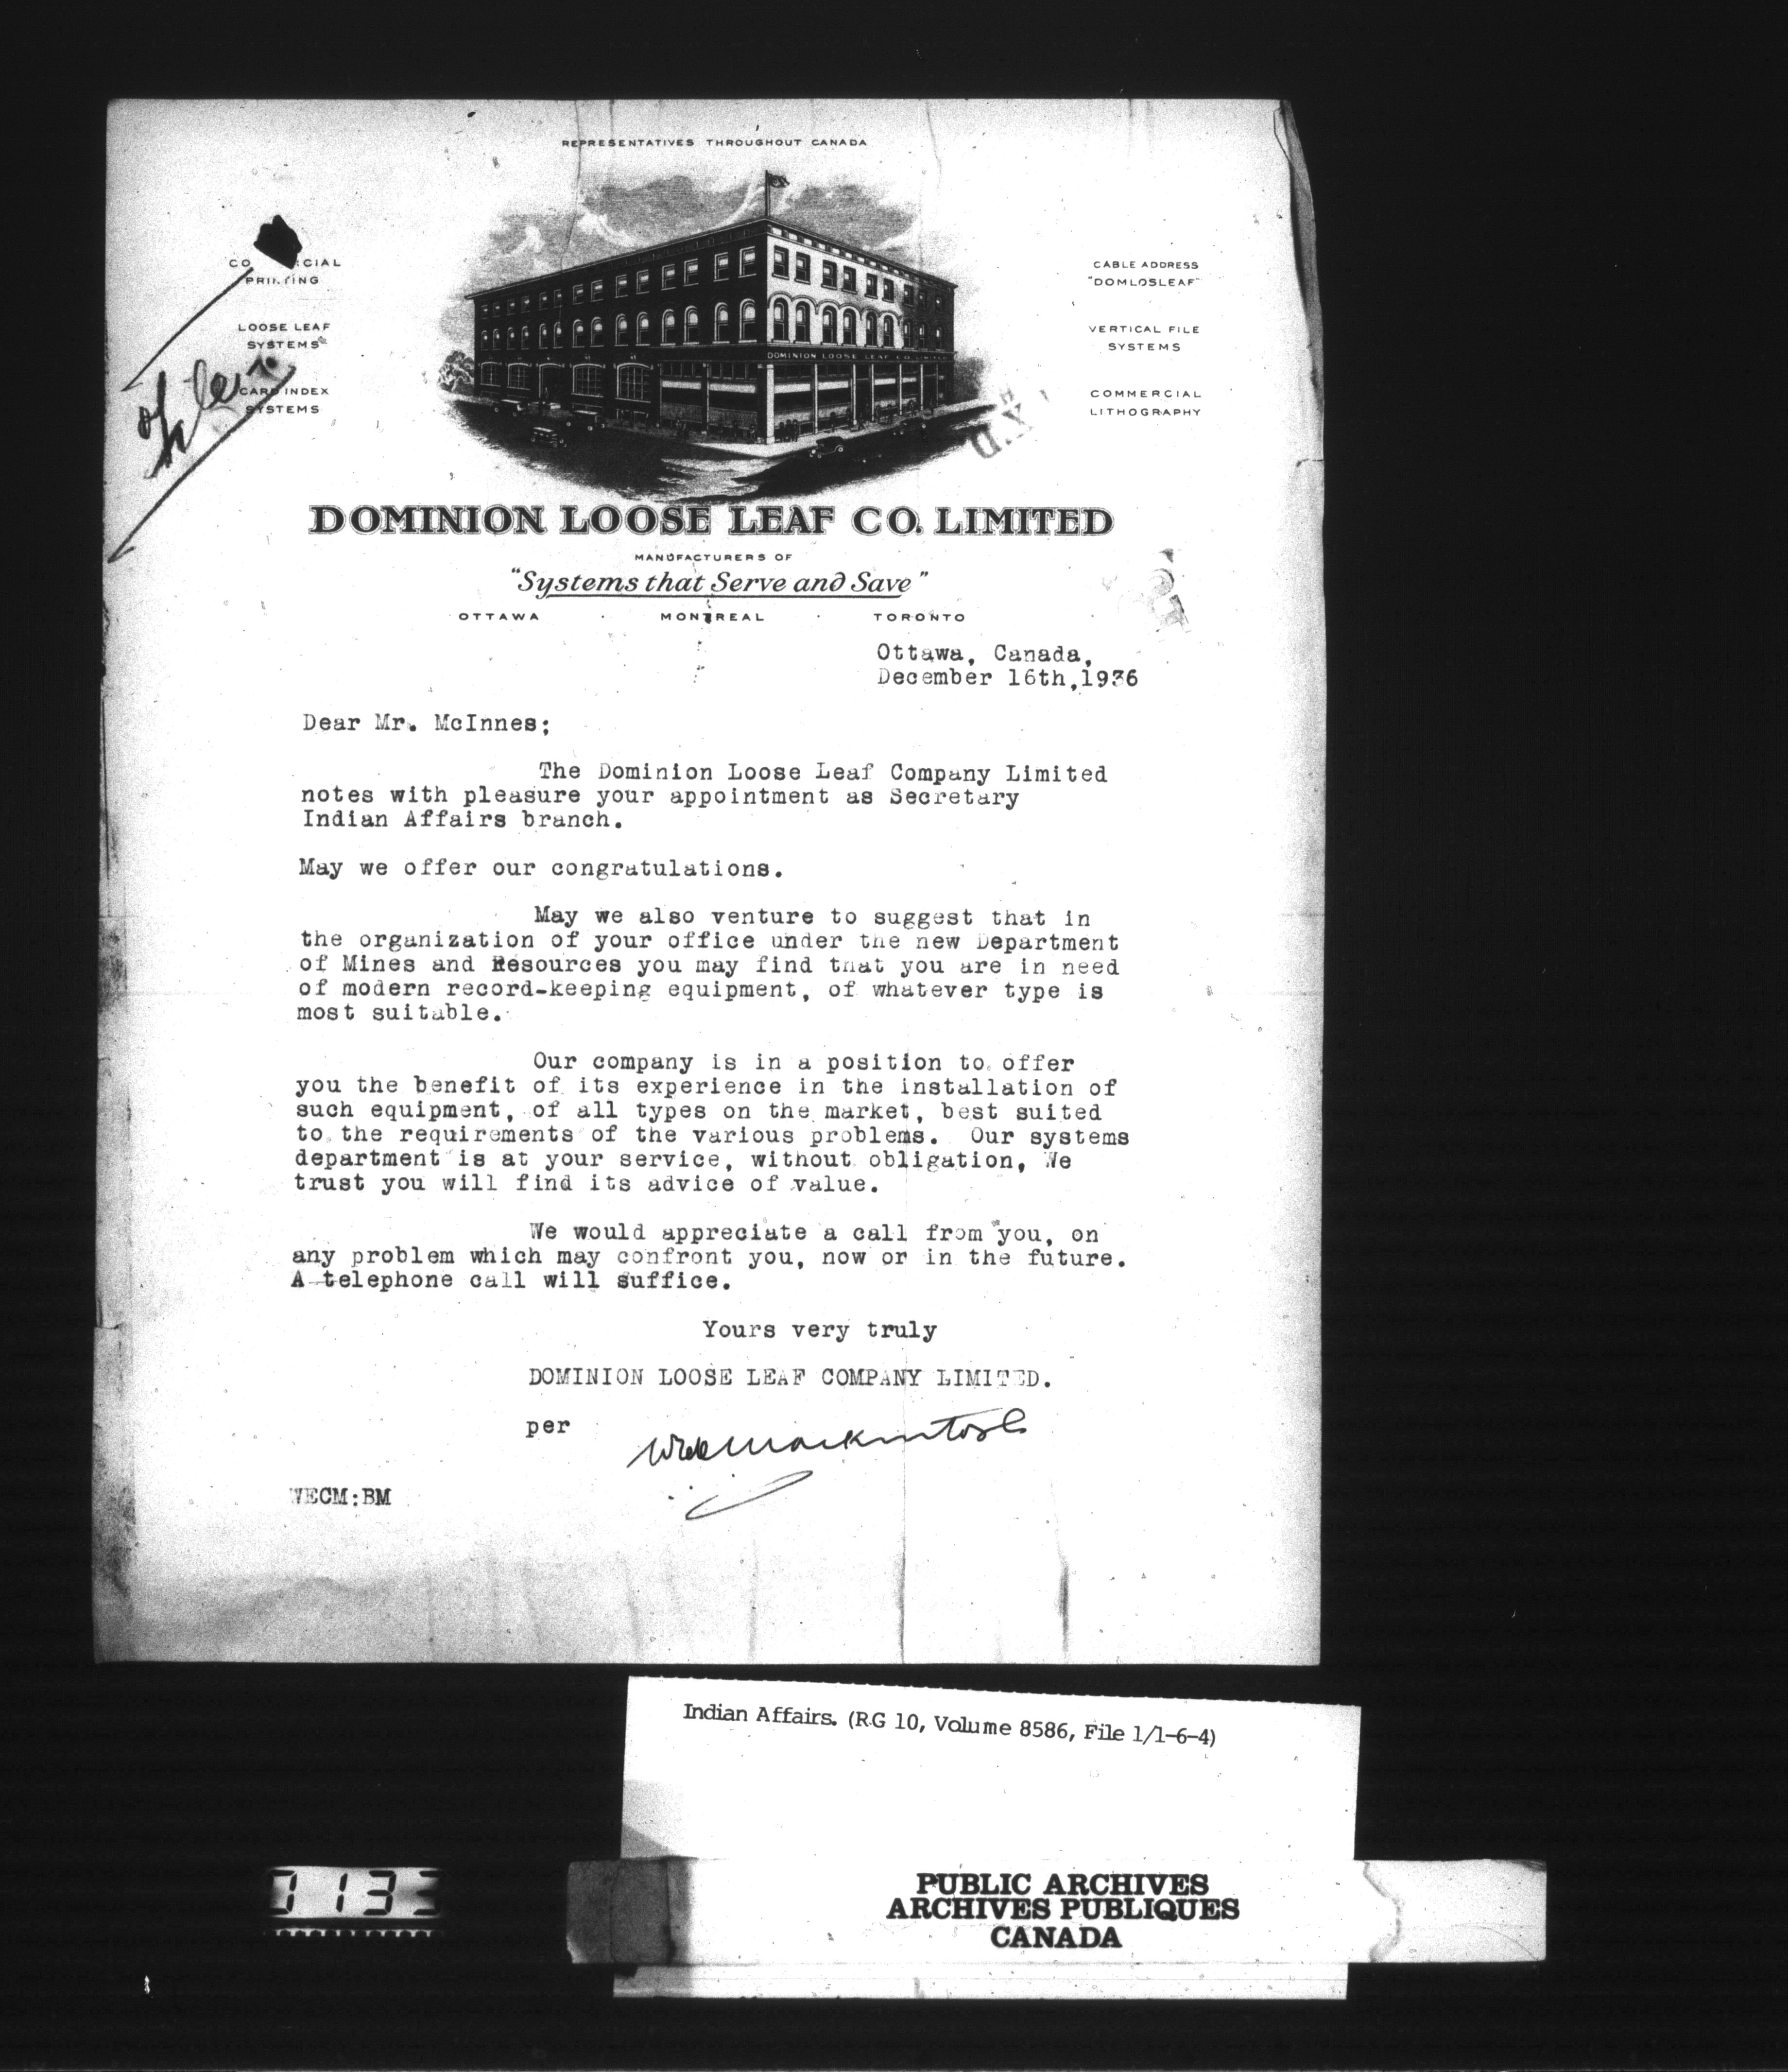 REPRESENTATIVES THROUGHOUT CANADA
PRINTING
LOOSE LEAF
SYSTEMS
CARD INDEX
SYSTEMS
CABLE ADDRESS
"DOMLOSLEAF"
VERTICAL FILE
SYSTEMS
COMMERCIAL
LITHOGRAPHY
DOMINION LOOSE LEAF CO. LIMITED
DOMINION LOOSE LEAF CO. LIMITED
MANUFACTURERS OF
"Systems that Serve and Save"
OTTAWA · MONTREAL · TORONTO
Ottawa, Canada,
December 16th,1936
Dear Mr. McInnes;
The Dominion Loose Leaf Company Limited
notes with pleasure your appointment as Secretary
Indian Affairs branch.
May we offer our congratulations.
May we also venture to suggest that in
the organization of your office under the new Department
of Mines and Resources you may find that you are in need
of modern record-keeping equipment, of whatever type is
most suitable.
Our company is in a position to offer
you the benefit of its experience in the installation of
such equipment, of all types on the market, best suited
to the requirements of the various problems. Our systems
department is at your service, without obligation, We
trust you will find its advice of value.
We would appreciate a call from you, on
any problem which may confront you, now or in the future.
A telephone call will suffice.
Yours very truly
DOMINION LOOSE LEAF COMPANY LIMITED.
per
WECM:BM
Indian Affairs. (RG 10, Volume 8586, File 1/1-6-4)
PUBLIC ARCHIVES
ARCHIVES PUBLIQUES
CANADA